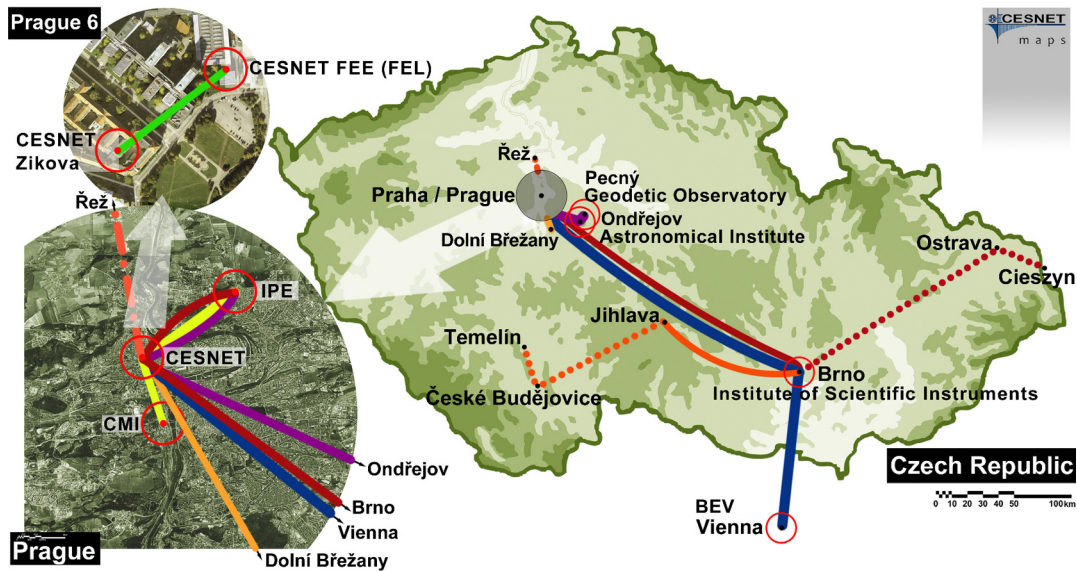 Prague 6
CESNET
maps
CESNET FEE (FEL)
CESNET
Zikova
Řež
Řež
Praha / Prague
Pecný
Geodetic Observatory
Ondřejov
Astronomical Institute
Dolní Břežany
Ostrava
Cieszyn
IPE
Jihlava
Temelín
CESNET
Brno
Institute of Scientific Instruments
České Budějovice
CMI
Ondřejov
Czech Republic
0 10 20 30 40 50 100km
Brno
BEV
Vienna
Vienna
Prague
Dolní Břežany